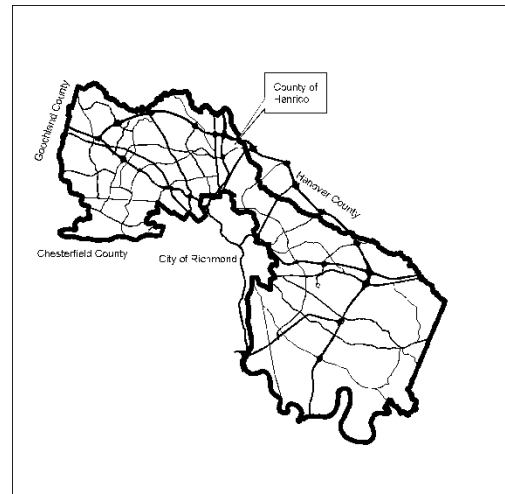 County of
Henrico
Goochland County
Hanover County
Chesterfield County
City of Richmond